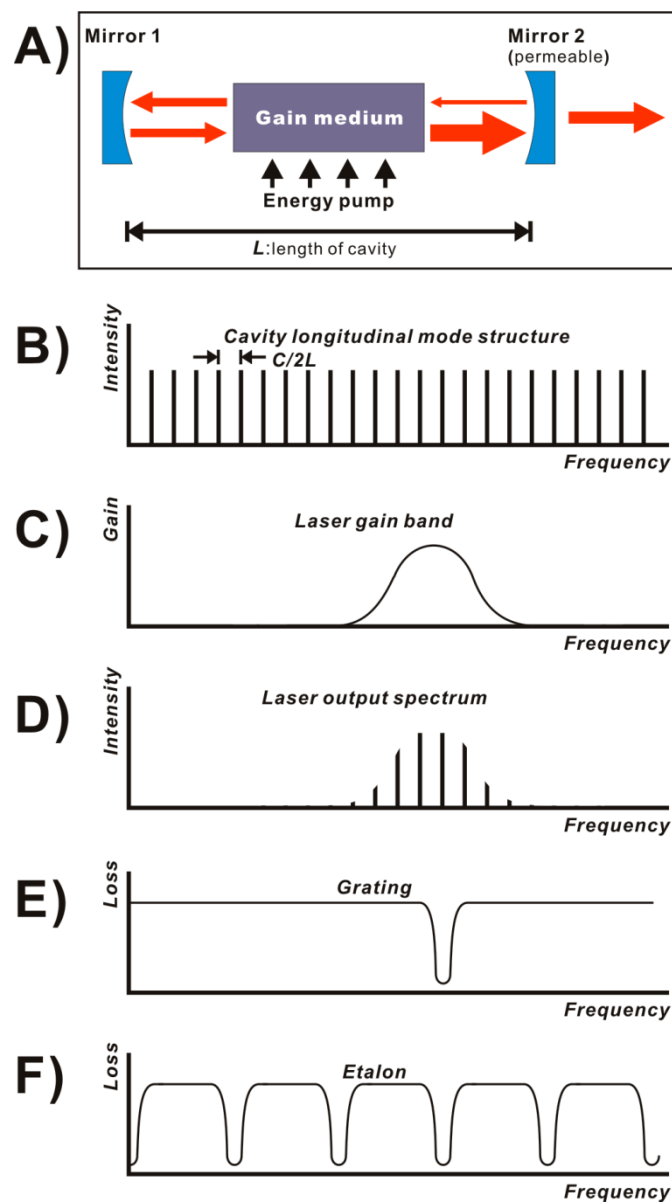 A)
Mirror 1
Mirror 2
(permeable)
Gain medium
Energy pump
L:length of cavity
B)
Intensity
Cavity longitudinal mode structure
C/2L
Frequency
C)
Gain
Laser gain band
Frequency
D)
Intensity
Laser output spectrum
Frequency
E)
Loss
Grating
Frequency
F)
Loss
Etalon
Frequency